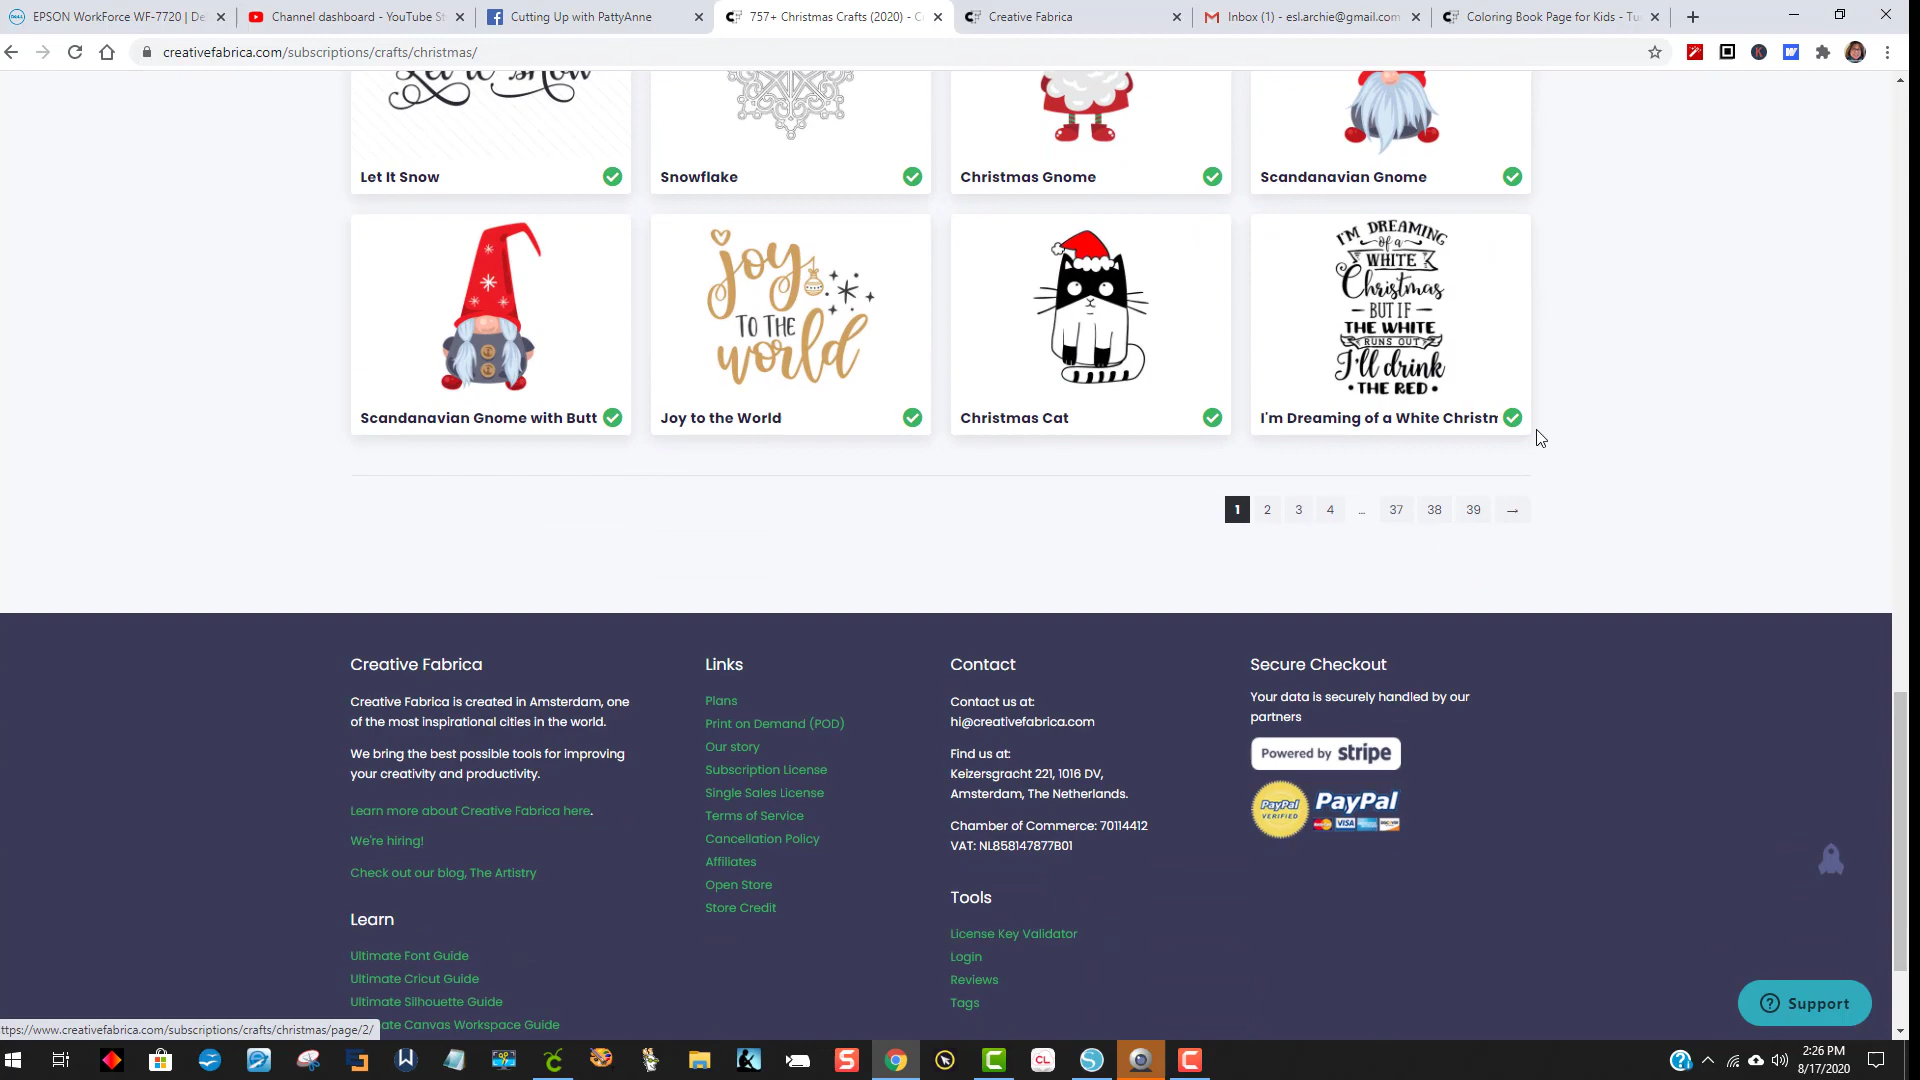 EPSON WorkForce WF-7720 | De
Channel dashboard - YouTube St
Cutting Up with PattyAnne
757+ Christmas Crafts (2020) - C
Creative Fabrica
Inbox (1) - esl.archie@gmail.com
Coloring Book Page for Kids - Tu
creativefabrica.com/subscriptions/crafts/christmas/
Let it snow
Let It Snow
Snowflake
Christmas Gnome
Scandanavian Gnome
joy
TO THE
world
I'M DREAMING
of a
WHITE
Christmas
BUT IF
THE WHITE
RUNS OUT
I'll drink
• THE RED •
Scandanavian Gnome with Butt
Joy to the World
Christmas Cat
I'm Dreaming of a White Christm
1 2 3 4 … 37 38 39 →
Creative Fabrica
Creative Fabrica is created in Amsterdam, one
of the most inspirational cities in the world.
We bring the best possible tools for improving
your creativity and productivity.
Learn more about Creative Fabrica here.
We're hiring!
Check out our blog, The Artistry
Learn
Ultimate Font Guide
Ultimate Cricut Guide
Ultimate Silhouette Guide
ate Canvas Workspace Guide
Links
Plans
Print on Demand (POD)
Our story
Subscription License
Single Sales License
Terms of Service
Cancellation Policy
Affiliates
Open Store
Store Credit
Contact
Contact us at:
hi@creativefabrica.com
Find us at:
Keizersgracht 221, 1016 DV,
Amsterdam, The Netherlands.
Chamber of Commerce: 70114412
VAT: NL858147877B01
Tools
License Key Validator
Login
Reviews
Tags
Secure Checkout
Your data is securely handled by our
partners
Powered by stripe
PayPal
VERIFIED
PayPal
VISA
Support
ttps://www.creativefabrica.com/subscriptions/crafts/christmas/page/2/
2:26 PM
8/17/2020